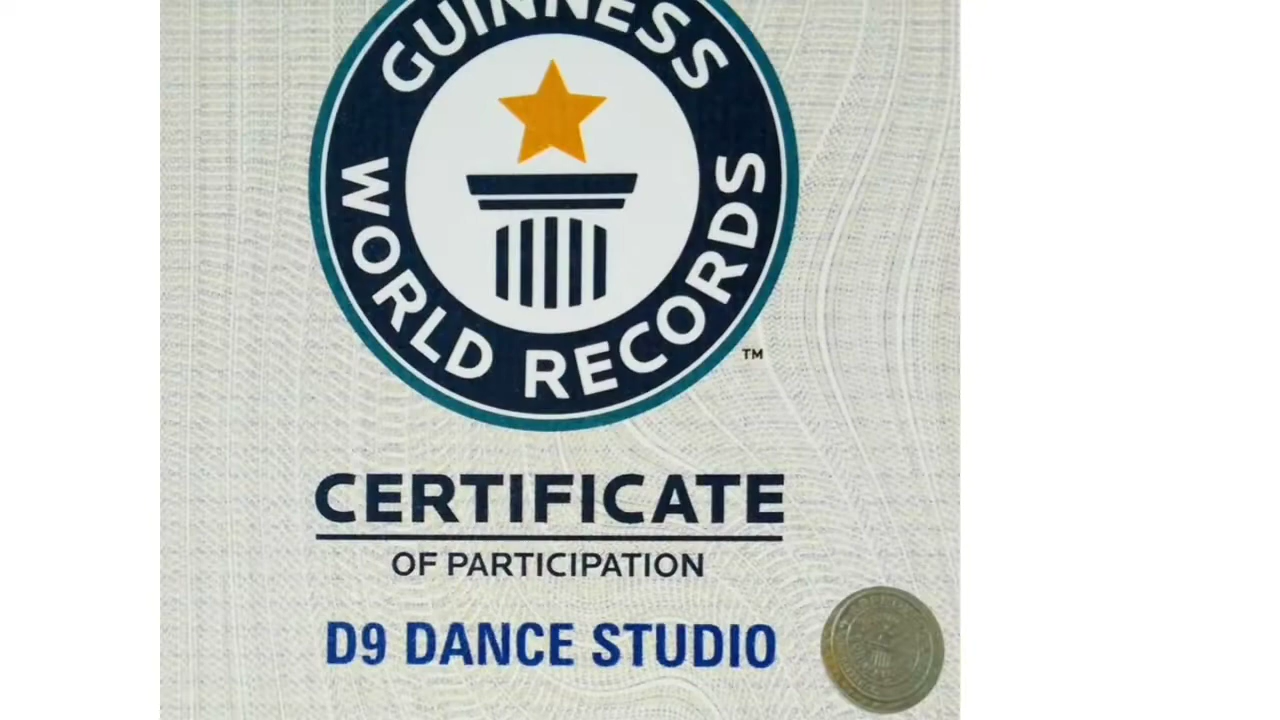 GUINNESS
WORLD RECORDS
™
CERTIFICATE
OF PARTICIPATION
D9 DANCE STUDIO